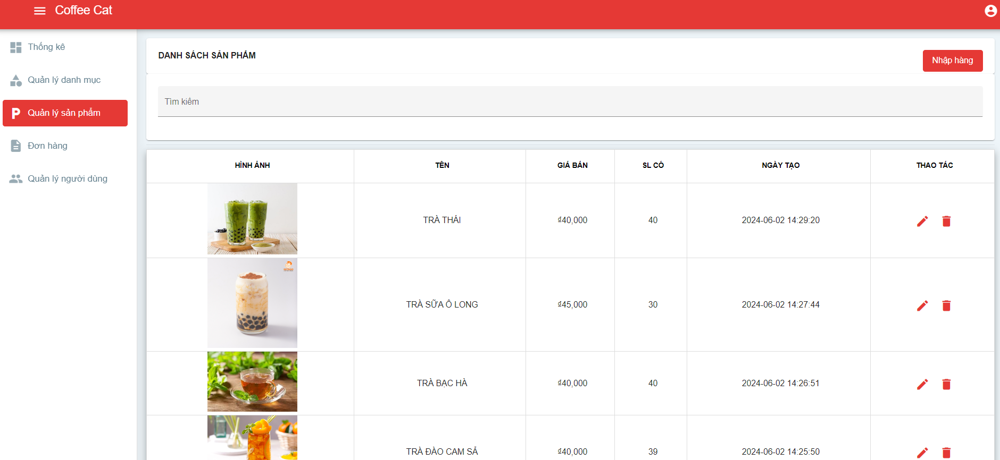 Coffee Cat
Thống kê
Quản lý danh mục
Quản lý sản phẩm
Đơn hàng
Quản lý người dùng
DANH SÁCH SẢN PHẨM
Nhập hàng
Tìm kiếm
HÌNH ẢNH TÊN GIÁ BÁN SL CÓ NGÀY TẠO THAO TÁC
TRÀ THÁI ₫40,000 40 2024-06-02 14:29:20
TRÀ SỮA Ô LONG ₫45,000 30 2024-06-02 14:27:44
TRÀ BẠC HÀ ₫40,000 40 2024-06-02 14:26:51
TRÀ ĐÀO CAM SẢ ₫40,000 39 2024-06-02 14:25:50